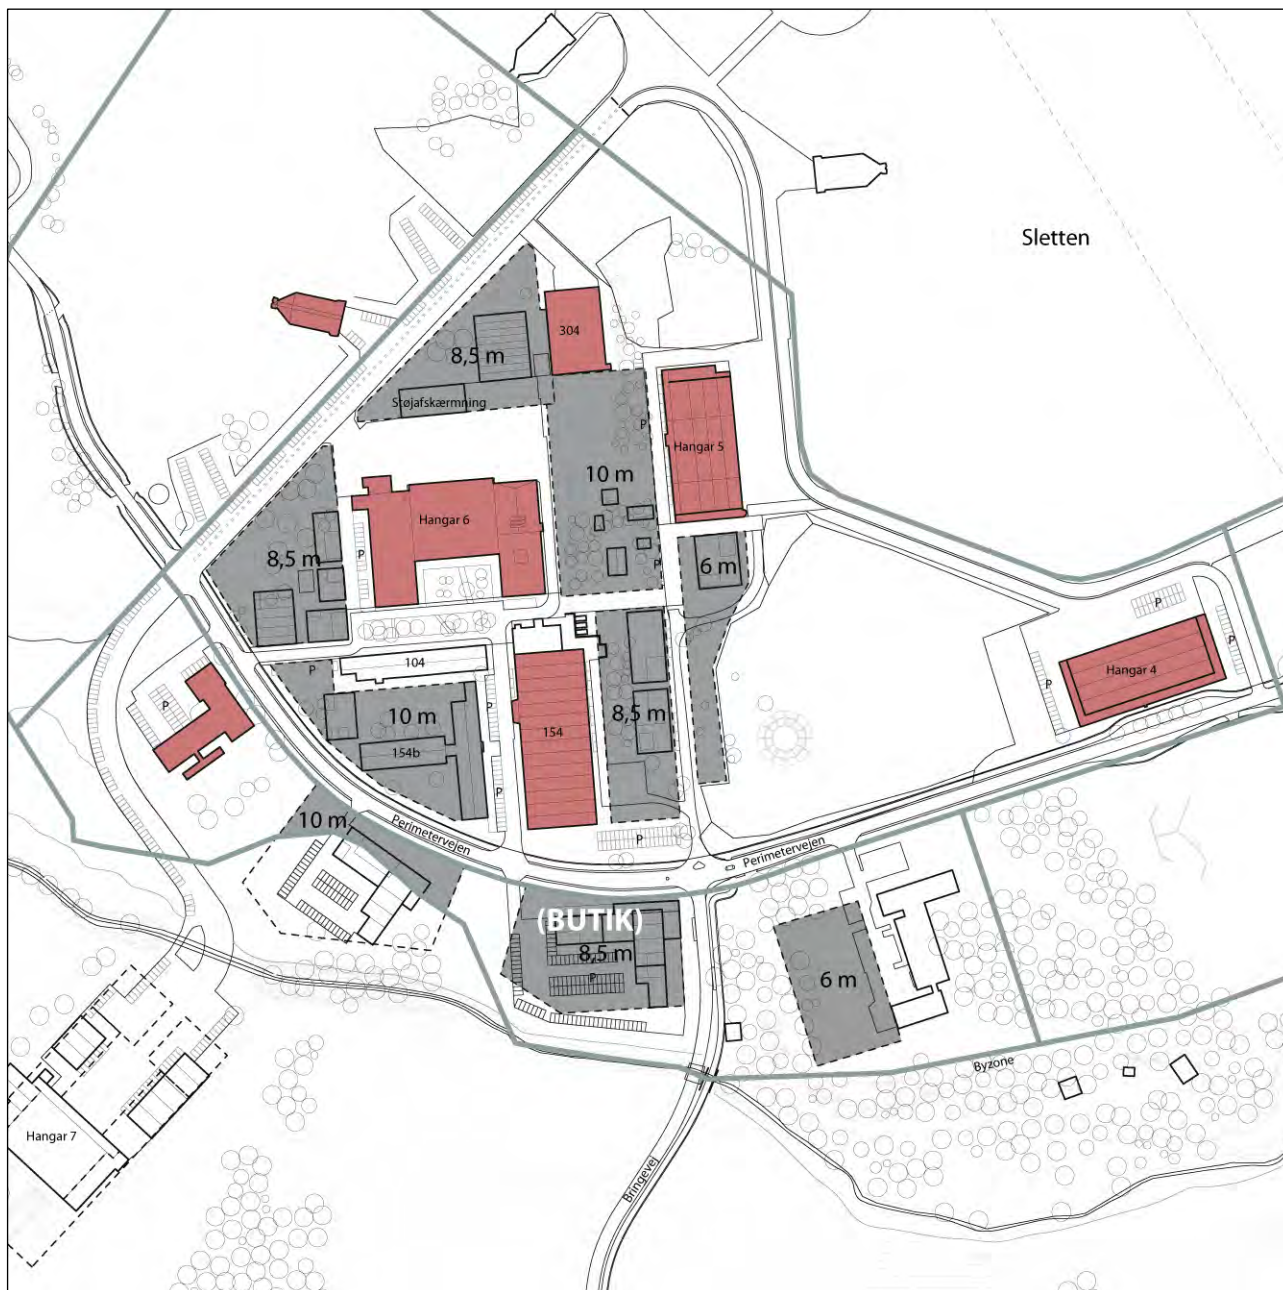 Sletten
304
8,5 m
Støjafskærmning
P
Hangar 5
10 m
Hangar 6
P
8,5 m
P
6 m
P
P
104
P
Hangar 4
P
P
P
10 m
8,5 m
154
154b
P
10 m
Perimetervejen
P
Perimetervejen
(BUTIK)
8,5 m
P
6 m
Byzone
Hangar 7
Bringevej